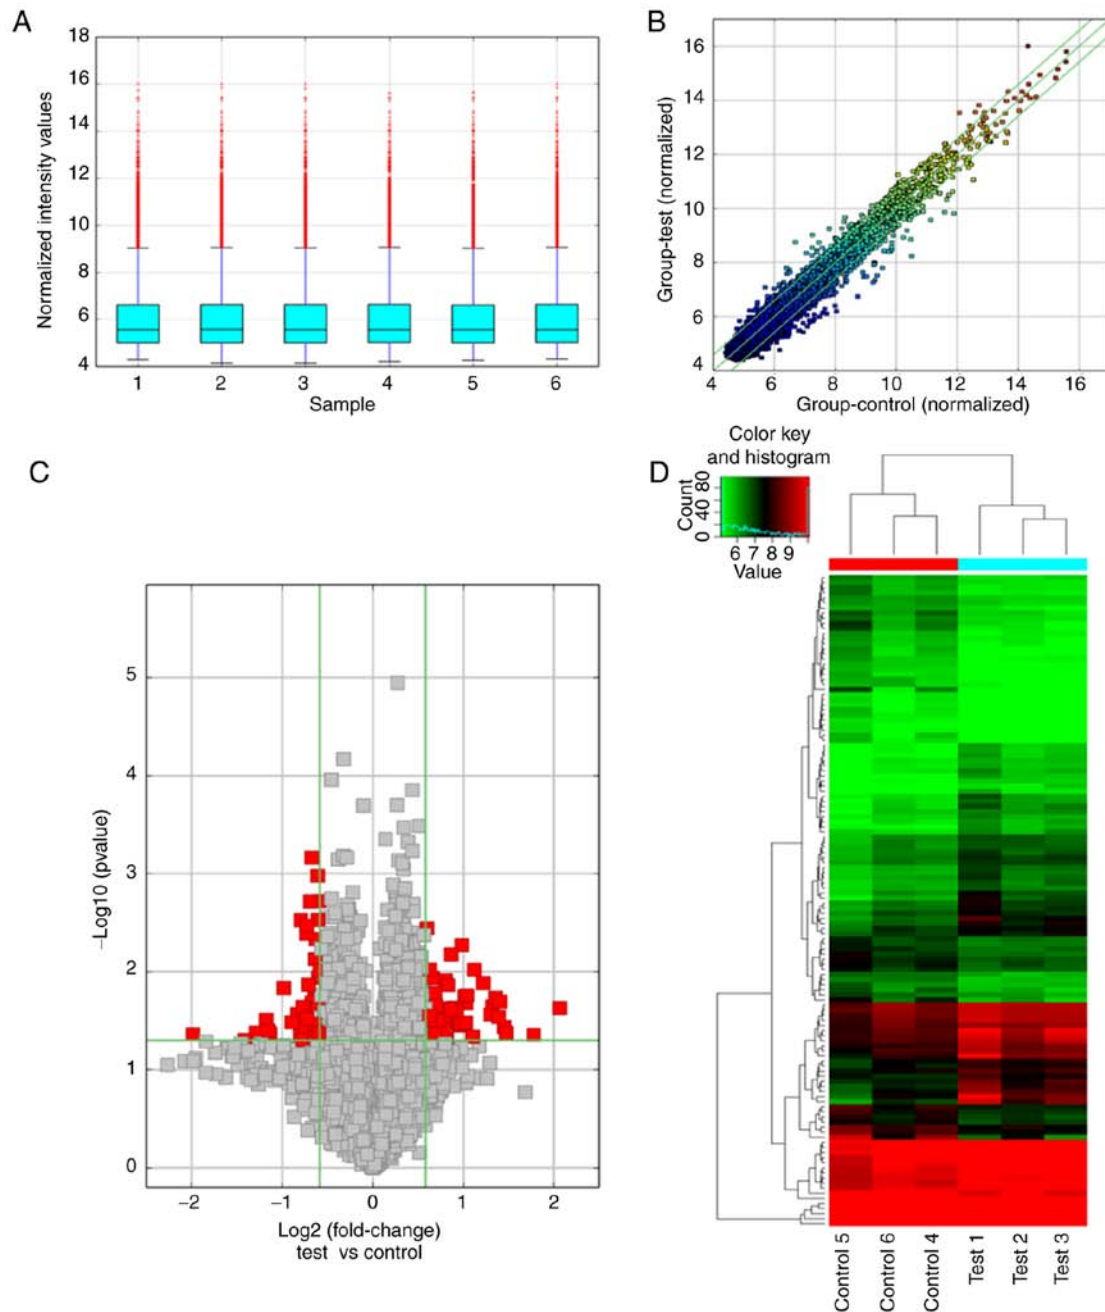 A
Normalized intensity values
18
16
14
12
10
8
6
4
1 2 3 4 5 6
Sample
B
Group-test (normalized)
16
14
12
10
8
6
4
4 6 8 10 12 14 16
Group-control (normalized)
C
−Log10 (pvalue)
5
4
3
2
1
0
−2 −1 0 1 2
Log2 (fold-change)
test vs control
Color key
and histogram
Count
0 40 80
6 7 8 9
Value
D
Control 5
Control 6
Control 4
Test 1
Test 2
Test 3